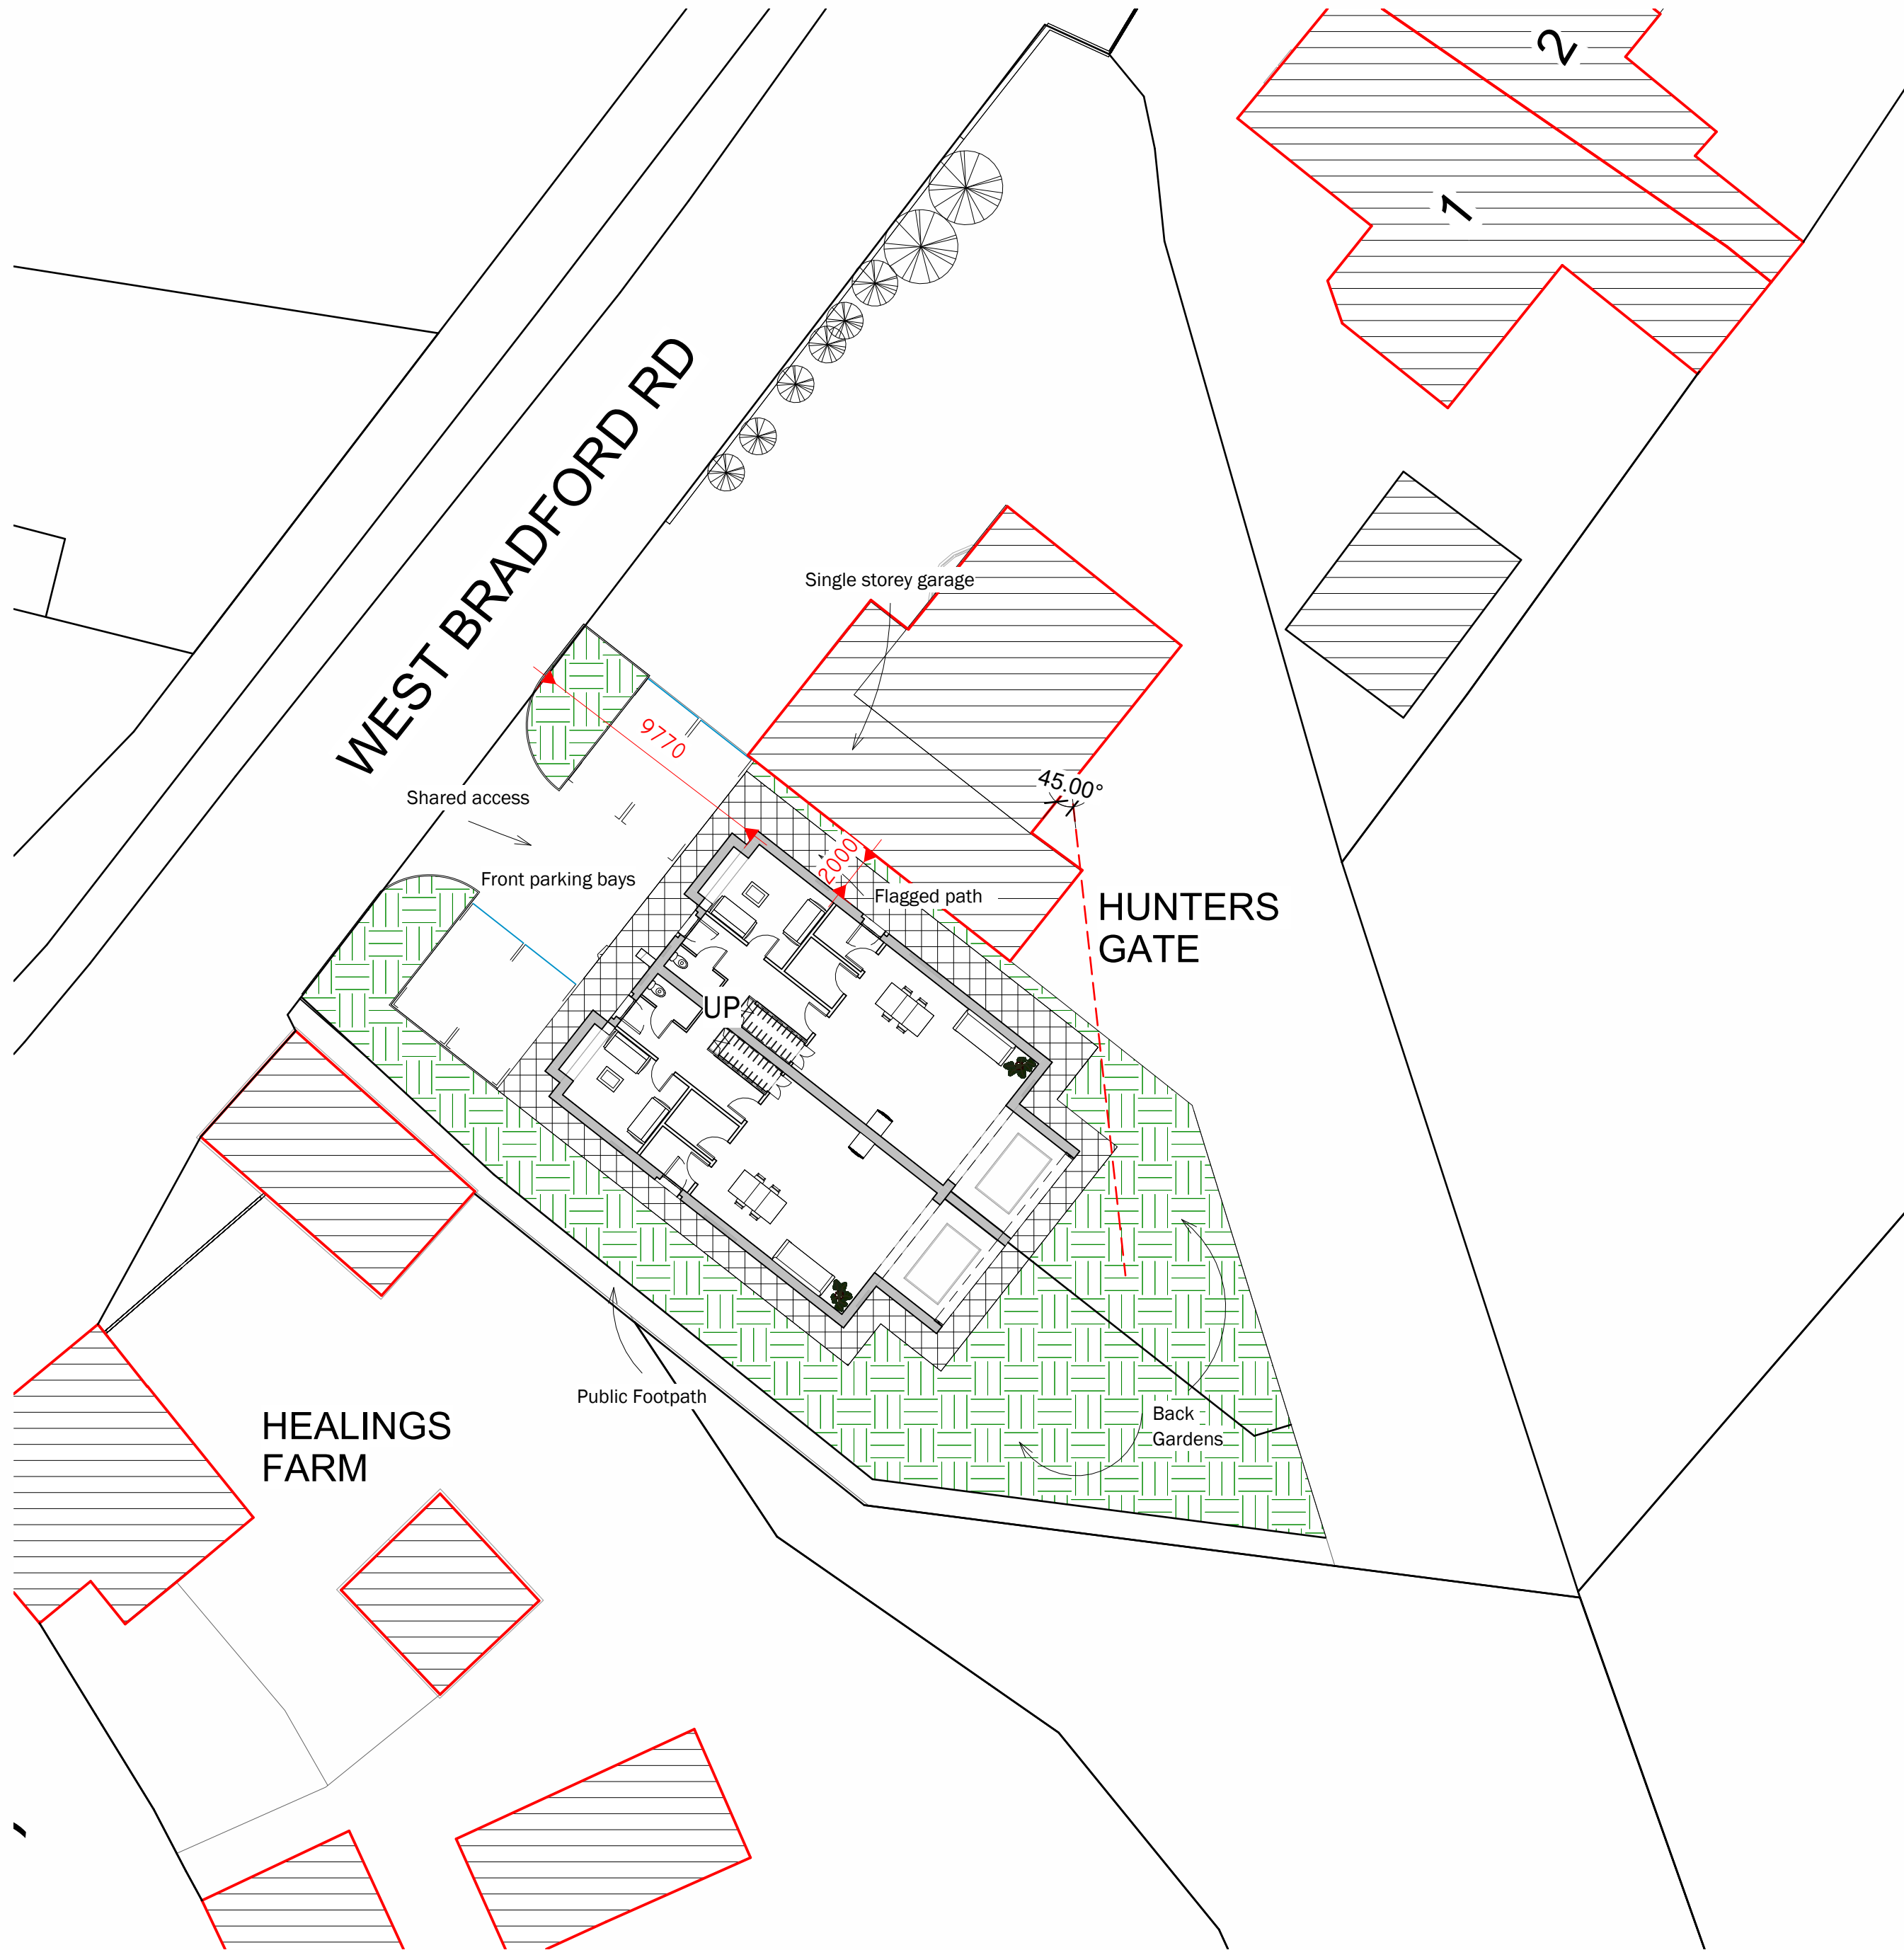 2
1
WEST BRADFORD RD
Single storey garage
9770
45.00°
Shared access
2000
Front parking bays
Flagged path
HUNTERS
GATE
UP
Public Footpath
Back
Gardens
HEALINGS
FARM